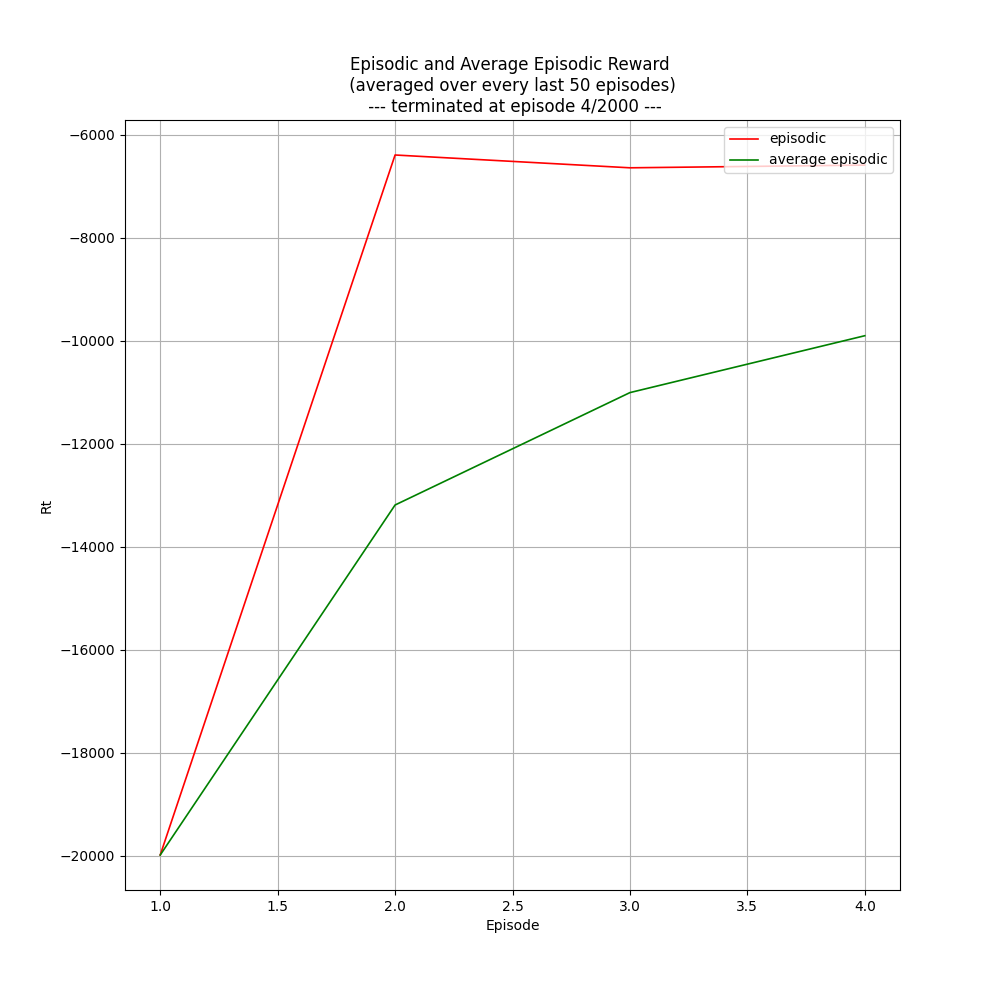 Episodic and Average Episodic Reward
(averaged over every last 50 episodes)
--- terminated at episode 4/2000 ---
episodic
average episodic
−6000
−8000
−10000
−12000
−14000
−16000
−18000
−20000
Rt
1.0 1.5 2.0 2.5 3.0 3.5 4.0
Episode